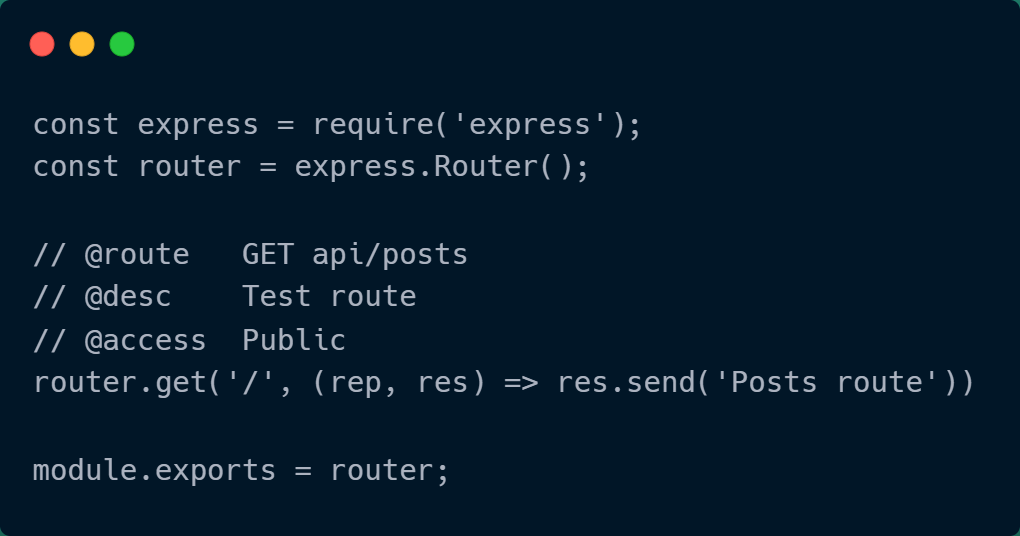 const express = require('express');
const router = express.Router();

// @route   GET api/posts
// @desc    Test route
// @access  Public
router.get('/', (rep, res) => res.send('Posts route'))

module.exports = router;